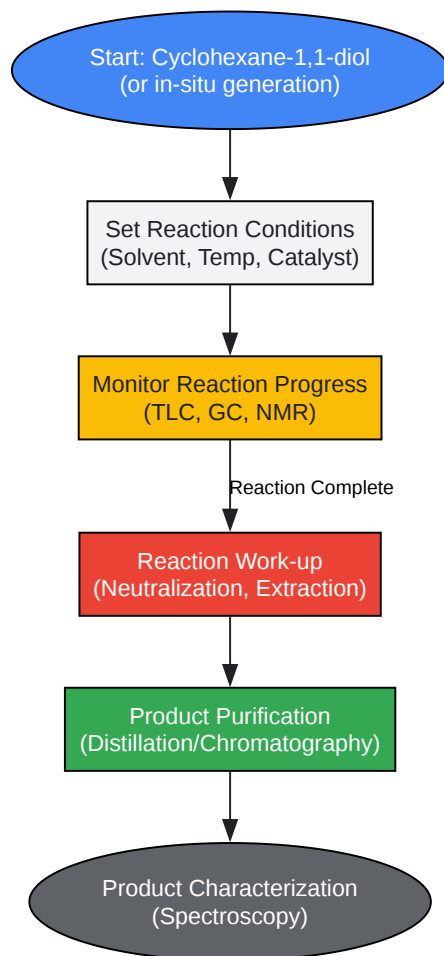 Start: Cyclohexane-1,1-diol
(or in-situ generation)
Set Reaction Conditions
(Solvent, Temp, Catalyst)
Monitor Reaction Progress
(TLC, GC, NMR)
Reaction Complete
Reaction Work-up
(Neutralization, Extraction)
Product Purification
(Distillation/Chromatography)
Product Characterization
(Spectroscopy)